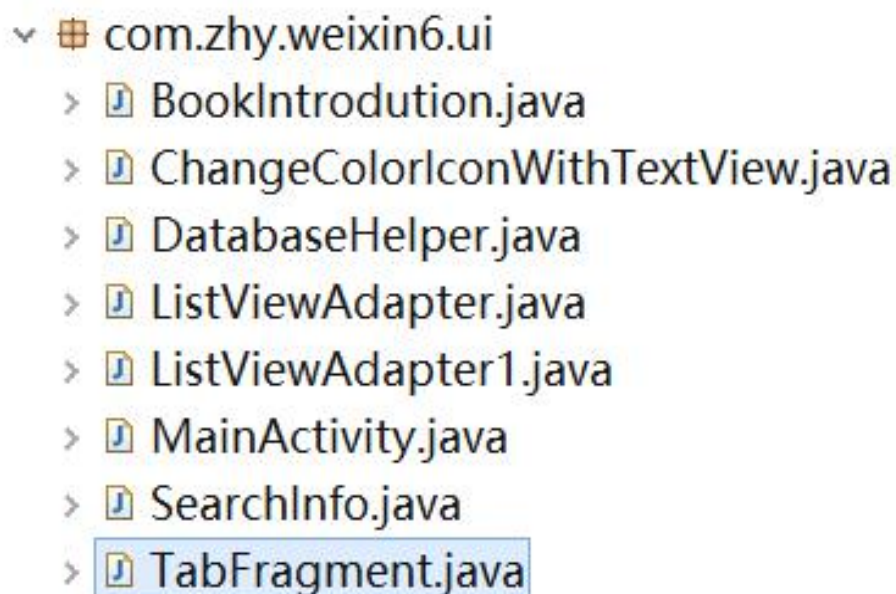 com.zhy.weixin6.ui
BookIntrodution.java
ChangeColorIconWithTextView.java
DatabaseHelper.java
ListViewAdapter.java
ListViewAdapter1.java
MainActivity.java
SearchInfo.java
TabFragment.java